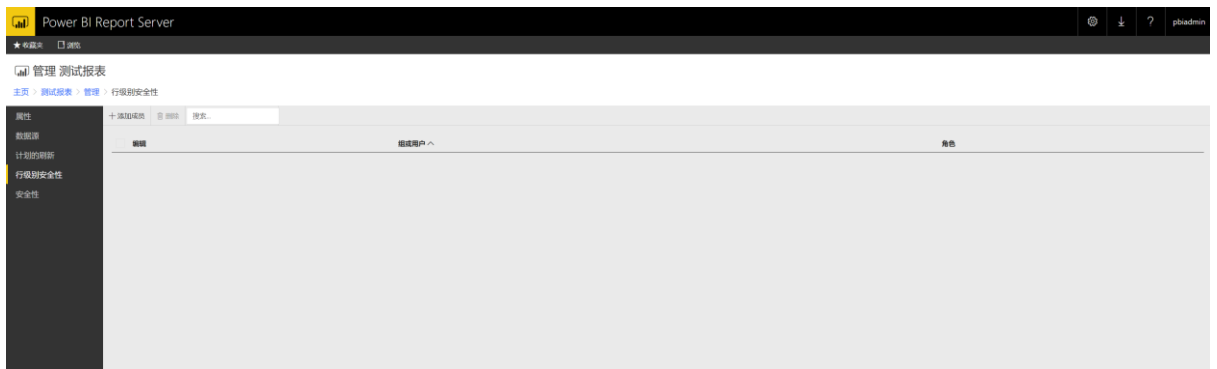 Power BI Report Server
? pbiadmin
★收藏夹 浏览
管理 测试报表
主页 > 测试报表 > 管理 > 行级别安全性
属性
+ 添加成员 删除 搜索...
数据源
编辑 组或用户 角色
计划的刷新
行级别安全性
安全性